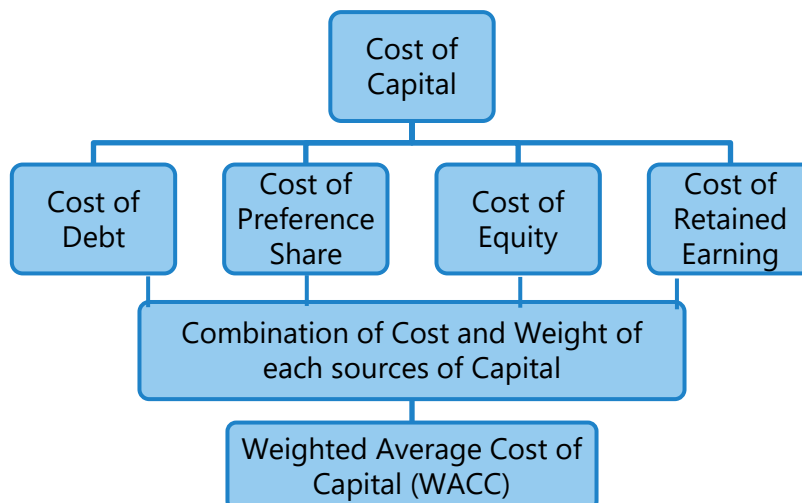 Cost of
Capital
Cost of
Debt
Cost of
Preference
Share
Cost of
Equity
Cost of
Retained
Earning
Combination of Cost and Weight of
each sources of Capital
Weighted Average Cost of
Capital (WACC)